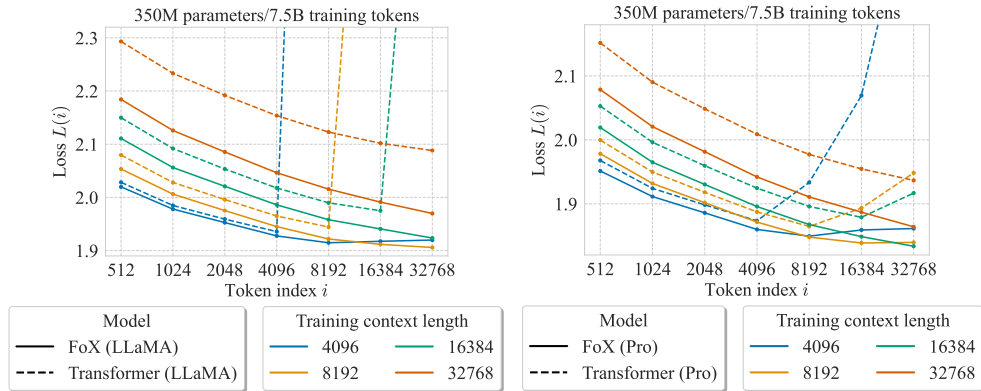 350M parameters/7.5B training tokens
2.3
2.2
2.1
2.0
1.9
Loss L(i)
512 1024 2048 4096 8192 16384 32768
Token index i
Model
FoX (LLaMA)
Transformer (LLaMA)
Training context length
4096 16384
8192 32768
350M parameters/7.5B training tokens
2.1
2.0
1.9
Loss L(i)
512 1024 2048 4096 8192 16384 32768
Token index i
Model
FoX (Pro)
Transformer (Pro)
Training context length
4096 16384
8192 32768